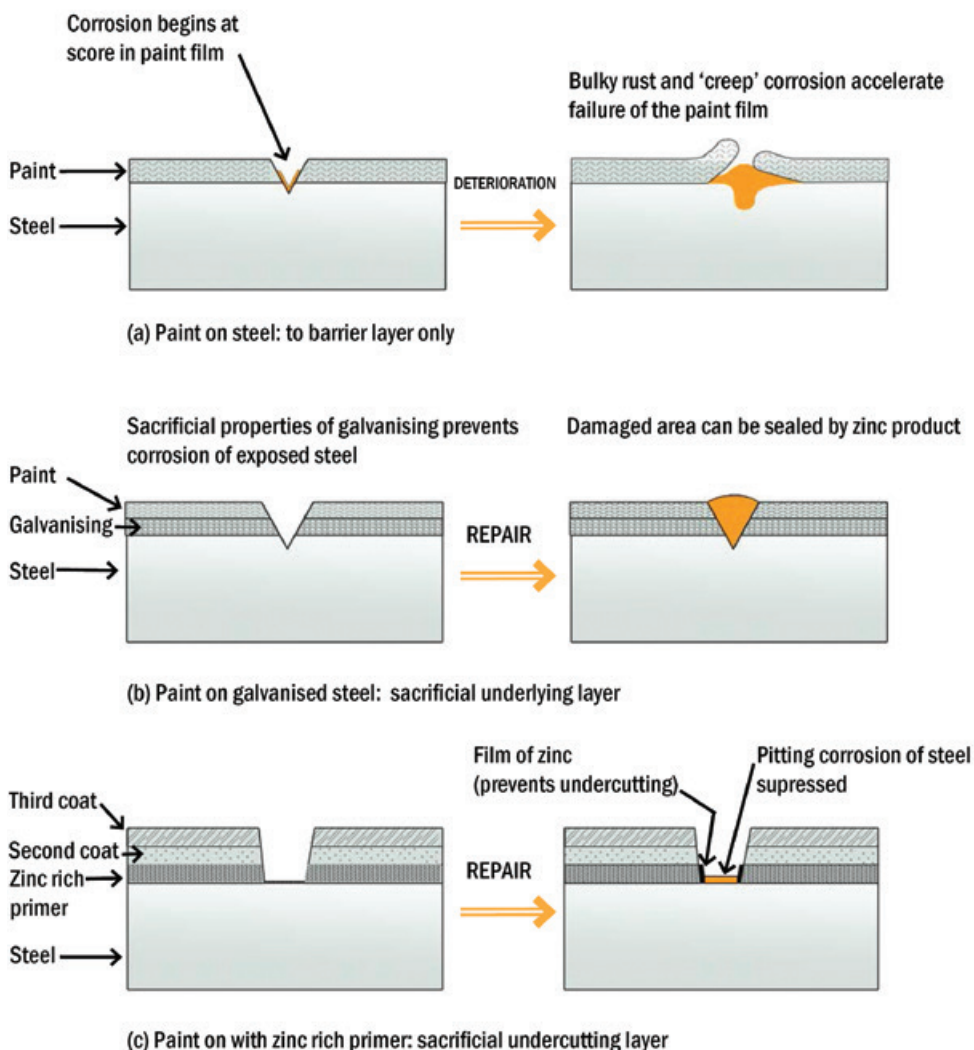 Corrosion begins at
score in paint film
Bulky rust and ‘creep’ corrosion accelerate
failure of the paint film
Paint
Steel
DETERIORATION
(a) Paint on steel: to barrier layer only
Sacrificial properties of galvanising prevents
corrosion of exposed steel
Damaged area can be sealed by zinc product
Paint
Galvanising
Steel
REPAIR
(b) Paint on galvanised steel: sacrificial underlying layer
Film of zinc
(prevents undercutting)
Pitting corrosion of steel
supressed
Third coat
Second coat
Zinc rich
primer
Steel
REPAIR
(c) Paint on with zinc rich primer: sacrificial undercutting layer